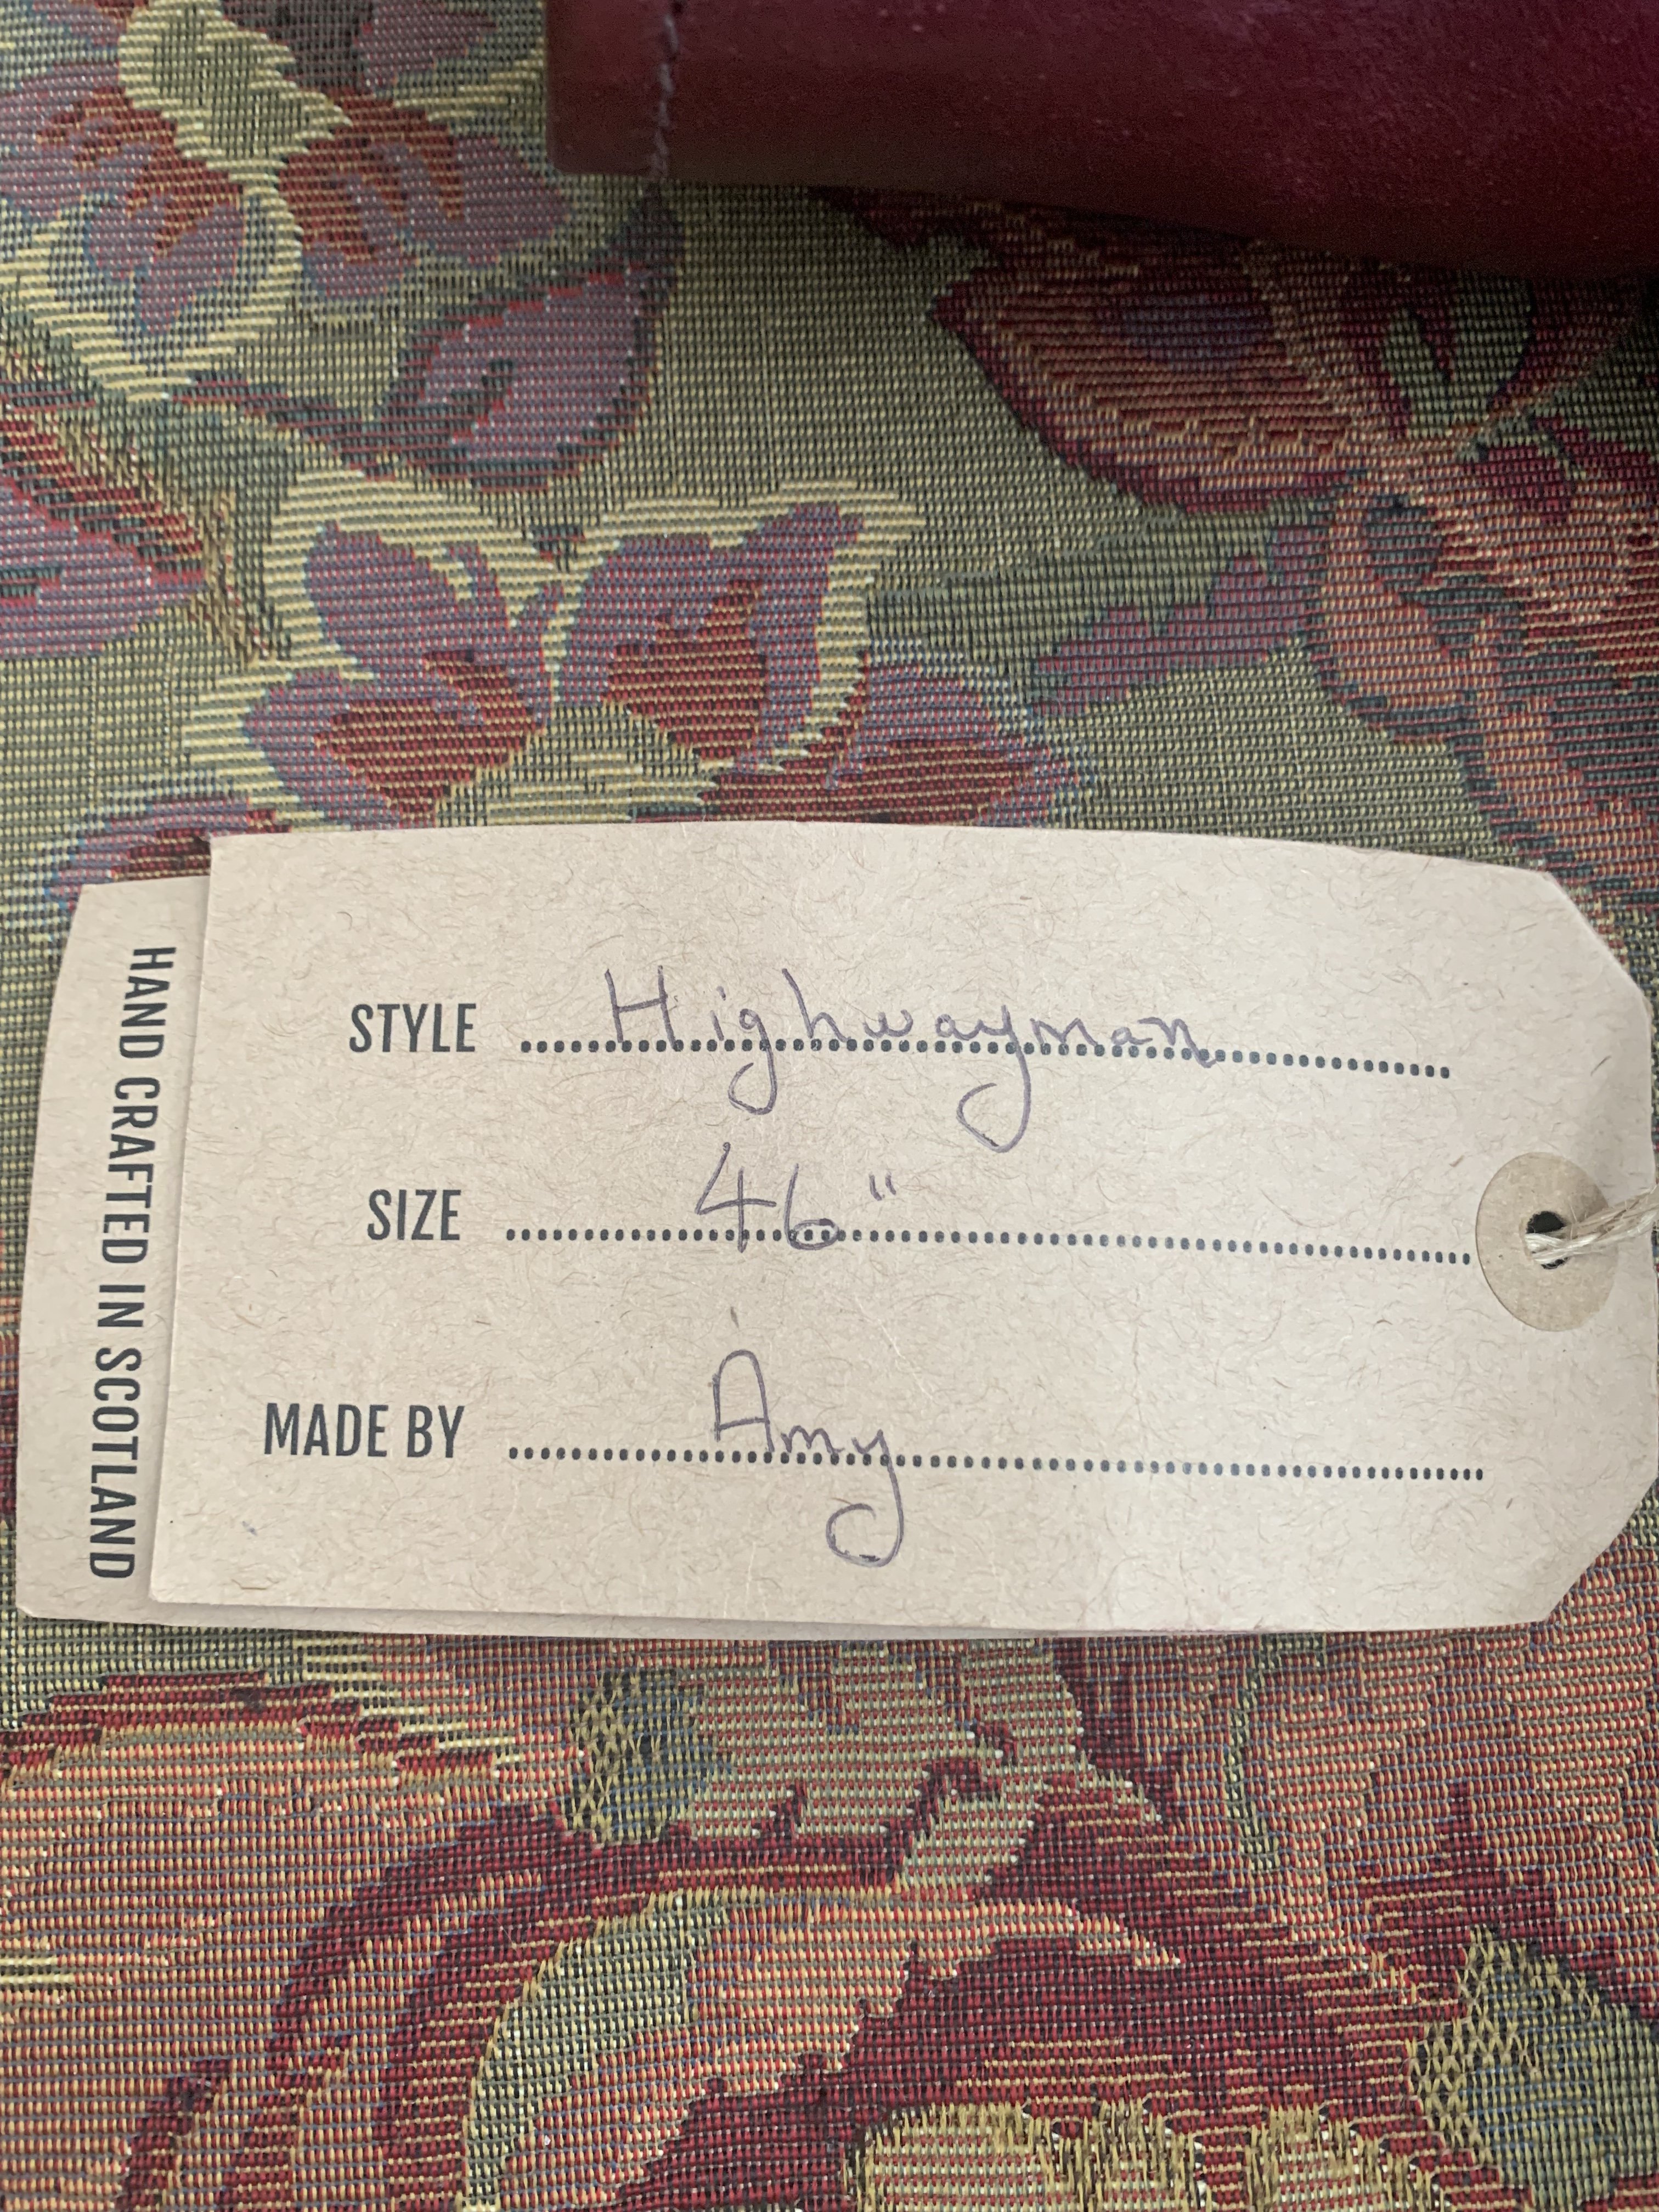 STYLE Highwayman
SIZE 46"
MADE BY Amy
HAND CRAFTED IN SCOTLAND